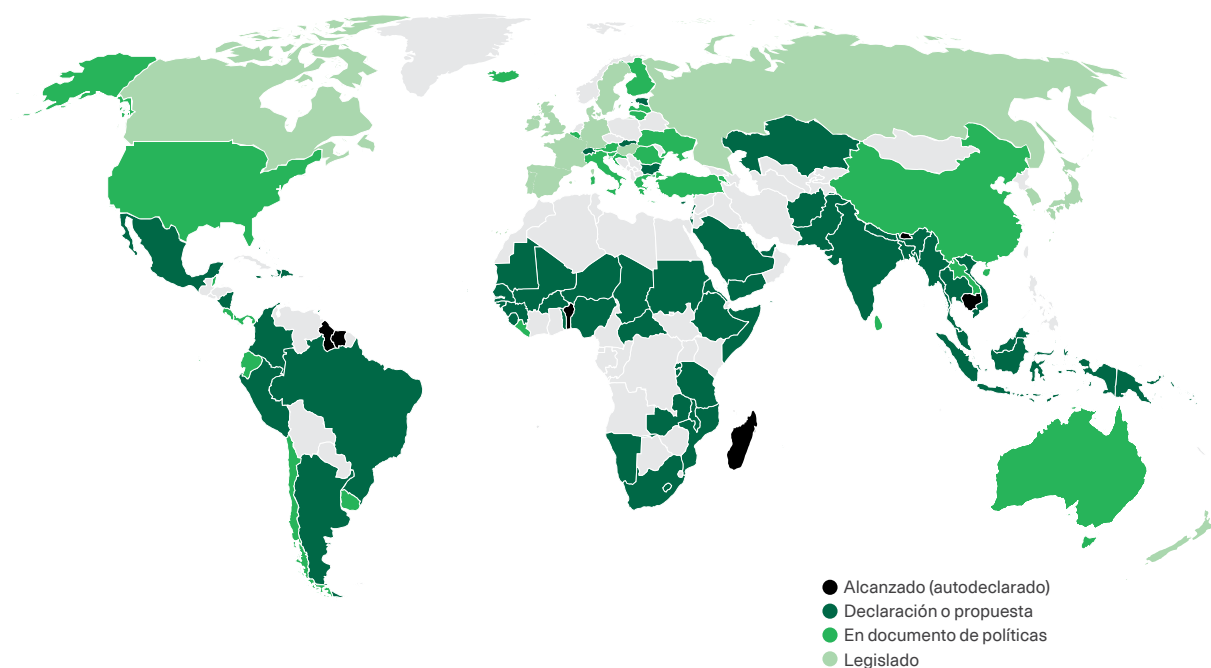 Alcanzado (autodeclarado)
Declaración o propuesta
En documento de políticas
Legislado